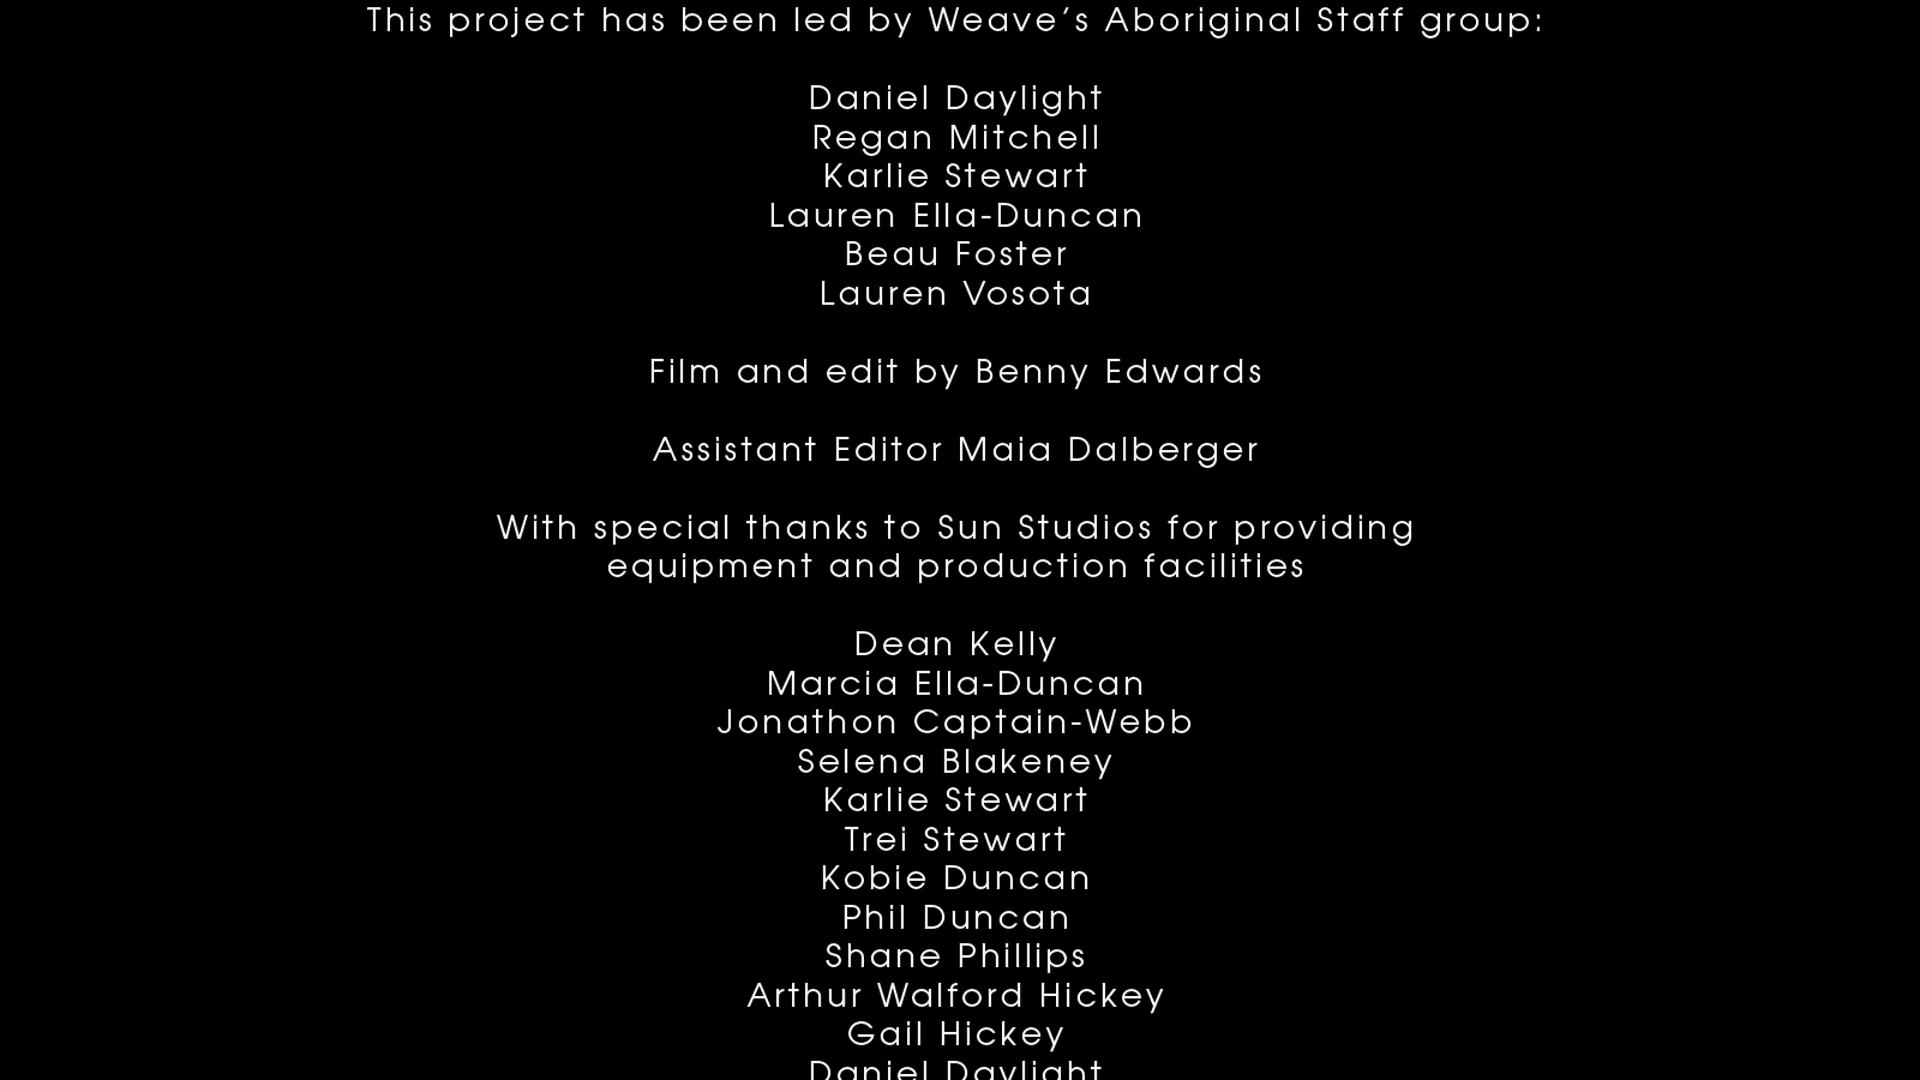 This project has been led by Weave’s Aboriginal Staff group:
Daniel Daylight
Regan Mitchell
Karlie Stewart
Lauren Ella-Duncan
Beau Foster
Lauren Vosota
Film and edit by Benny Edwards
Assistant Editor Maia Dalberger
With special thanks to Sun Studios for providing
equipment and production facilities
Dean Kelly
Marcia Ella-Duncan
Jonathon Captain-Webb
Selena Blakeney
Karlie Stewart
Trei Stewart
Kobie Duncan
Phil Duncan
Shane Phillips
Arthur Walford Hickey
Gail Hickey
Daniel Daylight